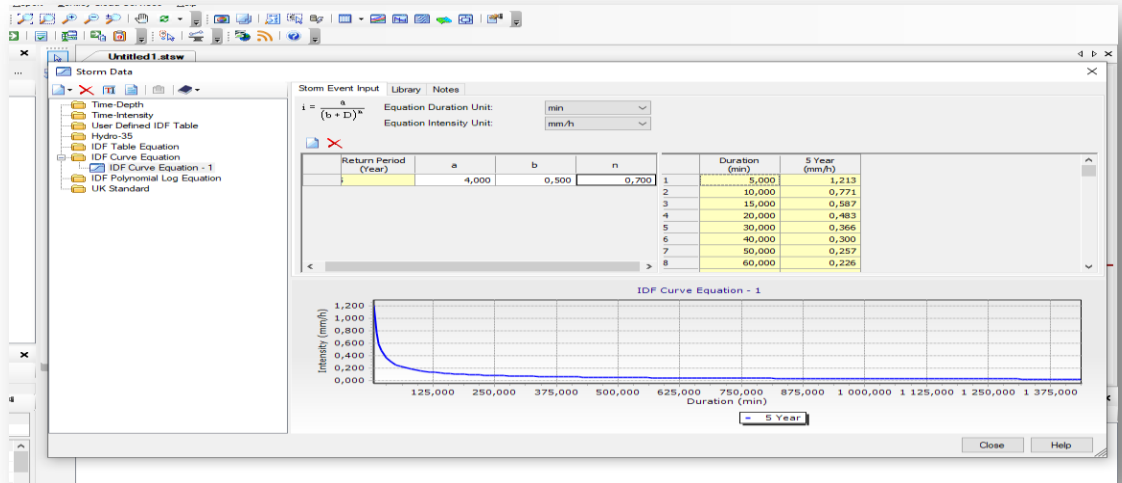 Untitled1.stsw
Storm Data
Storm Event Input Library Notes
Time-Depth
Time-Intensity
User Defined IDF Table
Hydro-35
IDF Table Equation
IDF Curve Equation
IDF Curve Equation - 1
IDF Polynomial Log Equation
UK Standard
i = a / (b + D)^n
Equation Duration Unit: min
Equation Intensity Unit: mm/h
Return Period (Year) a b n
4,000 0,500 0,700
Duration (min) 5 Year (mm/h)
1 5,000 1,213
2 10,000 0,771
3 15,000 0,587
4 20,000 0,483
5 30,000 0,366
6 40,000 0,300
7 50,000 0,257
8 60,000 0,226
IDF Curve Equation - 1
Intensity (mm/h)
1,200
1,000
0,800
0,600
0,400
0,200
0,000
125,000 250,000 375,000 500,000 625,000 750,000 875,000 1 000,000 1 125,000 1 250,000 1 375,000
Duration (min)
5 Year
Close Help